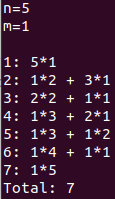 n=5
m=1
1: 5*1
2: 1*2 + 3*1
3: 2*2 + 1*1
4: 1*3 + 2*1
5: 1*3 + 1*2
6: 1*4 + 1*1
7: 1*5
Total: 7